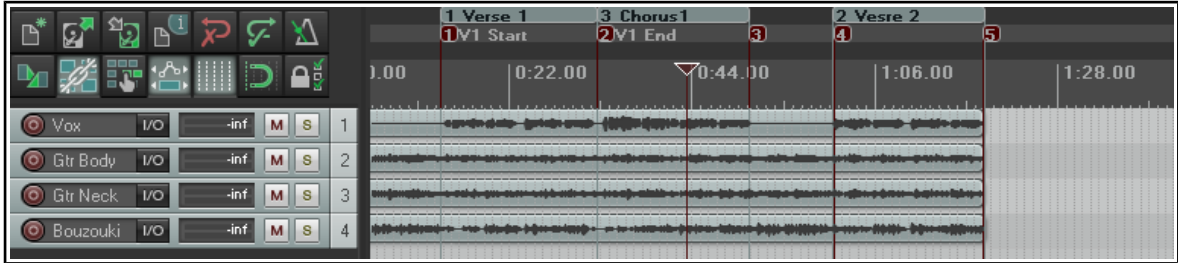 1 Verse 1 3 Chorus1 2 Vesre 2
1 V1 Start 2 V1 End 3 4 5
0.00 0:22.00 0:44.00 1:06.00 1:28.00
Vox I/O -inf M S 1
Gtr Body I/O -inf M S 2
Gtr Neck I/O -inf M S 3
Bouzouki I/O -inf M S 4